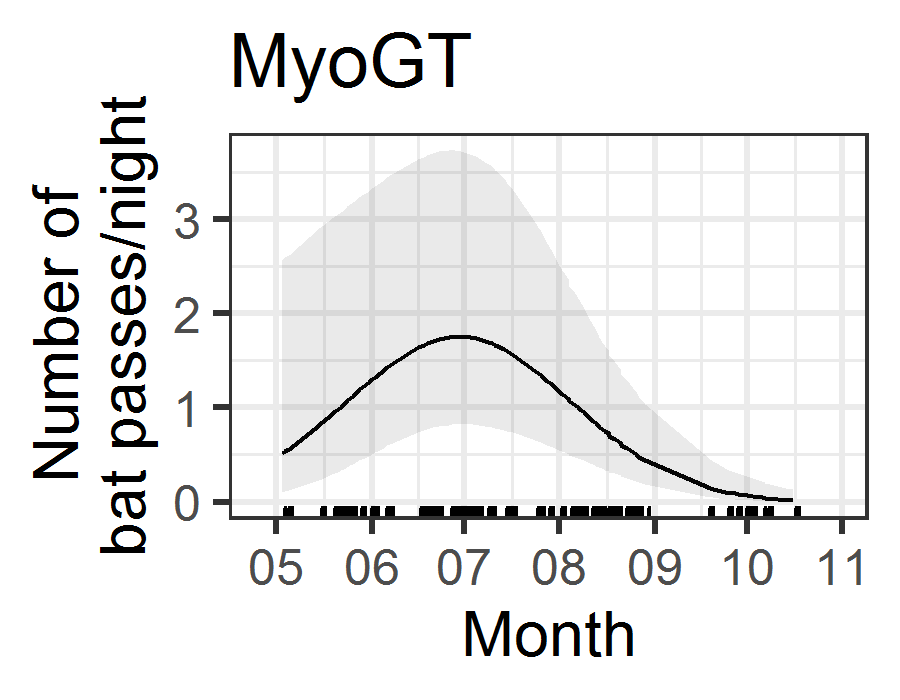 MyoGT
Number of
bat passes/night
3
2
1
0
05 06 07 08 09 10 11
Month